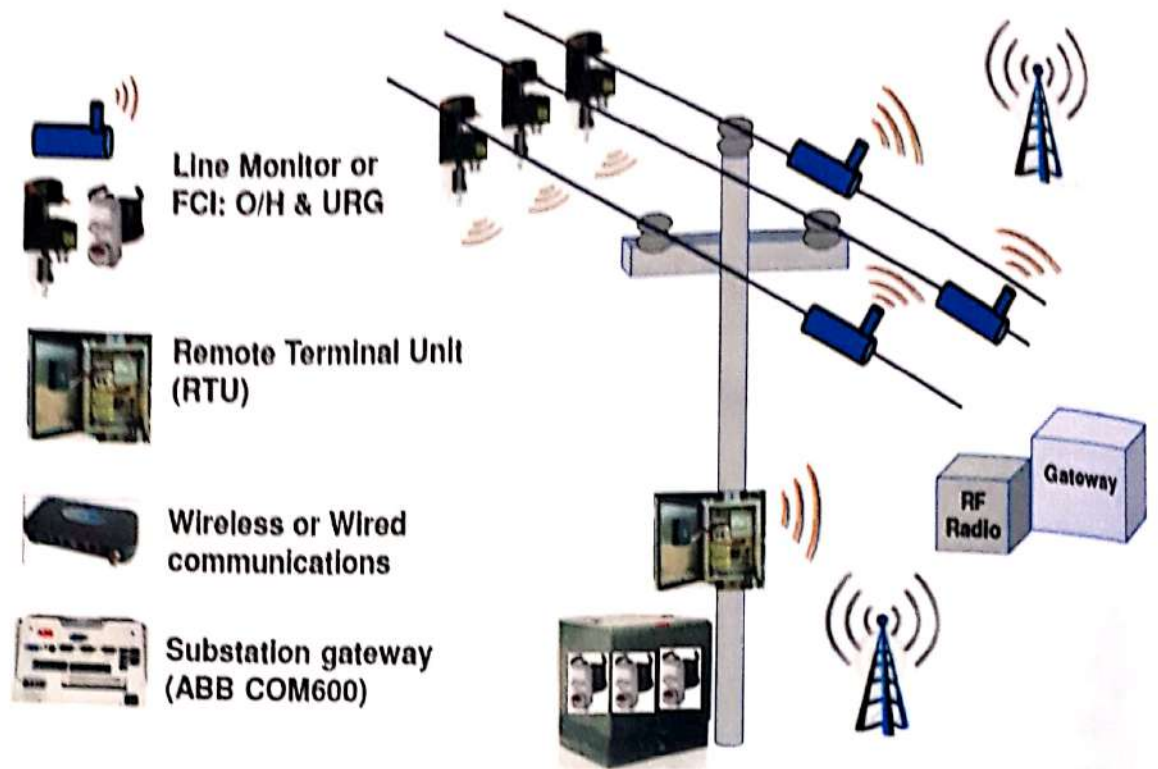 Line Monitor or
FCI: O/H & URG
Remote Terminal Unit
(RTU)
Wireless or Wired
communications
Substation gateway
(ABB COM600)
RF
Radio
Gateway
ABB